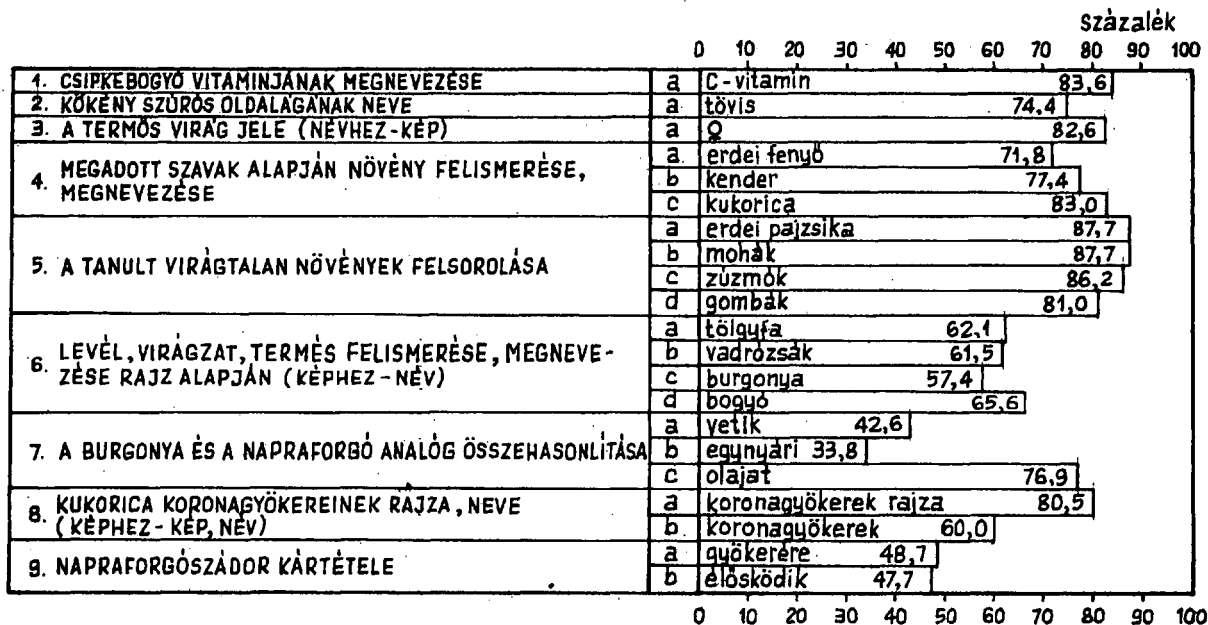 százalék
0 10 20 30 40 50 60 70 80 90 100
1. CSIPKEBOGYÓ VITAMINJÁNAK MEGNEVEZÉSE a C-vitamin 83,6
2. KÖKÉNY SZÚRÓS OLDALÁGÁNAK NEVE a tövis 74,4
3. A TERMŐS VIRÁG JELE (NÉVHEZ-KÉP) a ♀ 82,6
4. MEGADOTT SZAVAK ALAPJÁN NÖVÉNY FELISMERÉSE,
MEGNEVEZÉSE
a erdei fenyő 71,8
b kender 77,4
c kukorica 83,0
5. A TANULT VIRÁGTALAN NÖVÉNYEK FELSOROLÁSA
a erdei pajzsika 87,7
b mohák 87,7
c zúzmók 86,2
d gombák 81,0
6. LEVÉL, VIRÁGZAT, TERMÉS FELISMERÉSE, MEGNEVE-
ZÉSE RAJZ ALAPJÁN (KÉPHEZ-NÉV)
a tölgyfa 62,1
b vadrózsák 61,5
c burgonya 57,4
d bogyó 65,6
7. A BURGONYA ÉS A NAPRAFORGÓ ANALÓG ÖSSZEHASONLÍTÁSA
a vetik 42,6
b egynyári 33,8
c olajat 76,9
8. KUKORICA KORONAGYÖKEREINEK RAJZA, NEVE
(KÉPHEZ-KÉP, NÉV)
a koronagyökerek rajza 80,5
b koronagyökerek 60,0
9. NAPRAFORGÓSZÁDOR KÁRTÉTELE
a gyökerére 48,7
b élősködik 47,7
0 10 20 30 40 50 60 70 80 90 100